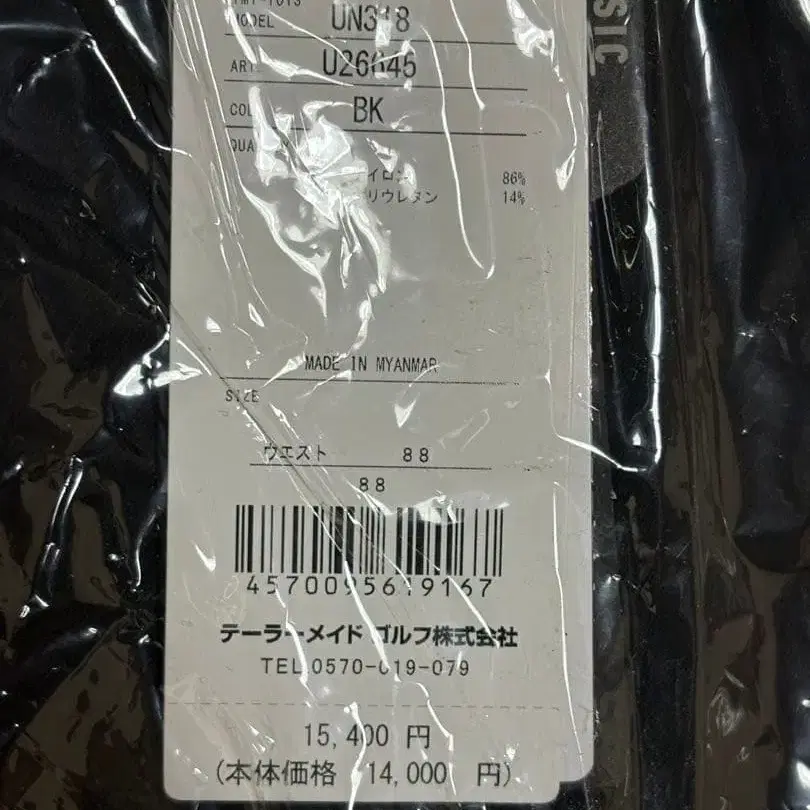 MODEL UN318
ART. U26045
COL BK
QUA
イロン 86%
リウレタン 14%
MADE IN MYANMAR
SIZE
ウエスト 88
88
4570095619167
テーラーメイド ゴルフ株式会社
TEL.0570-019-079
15,400 円
(本体価格 14,000 円)
SIC